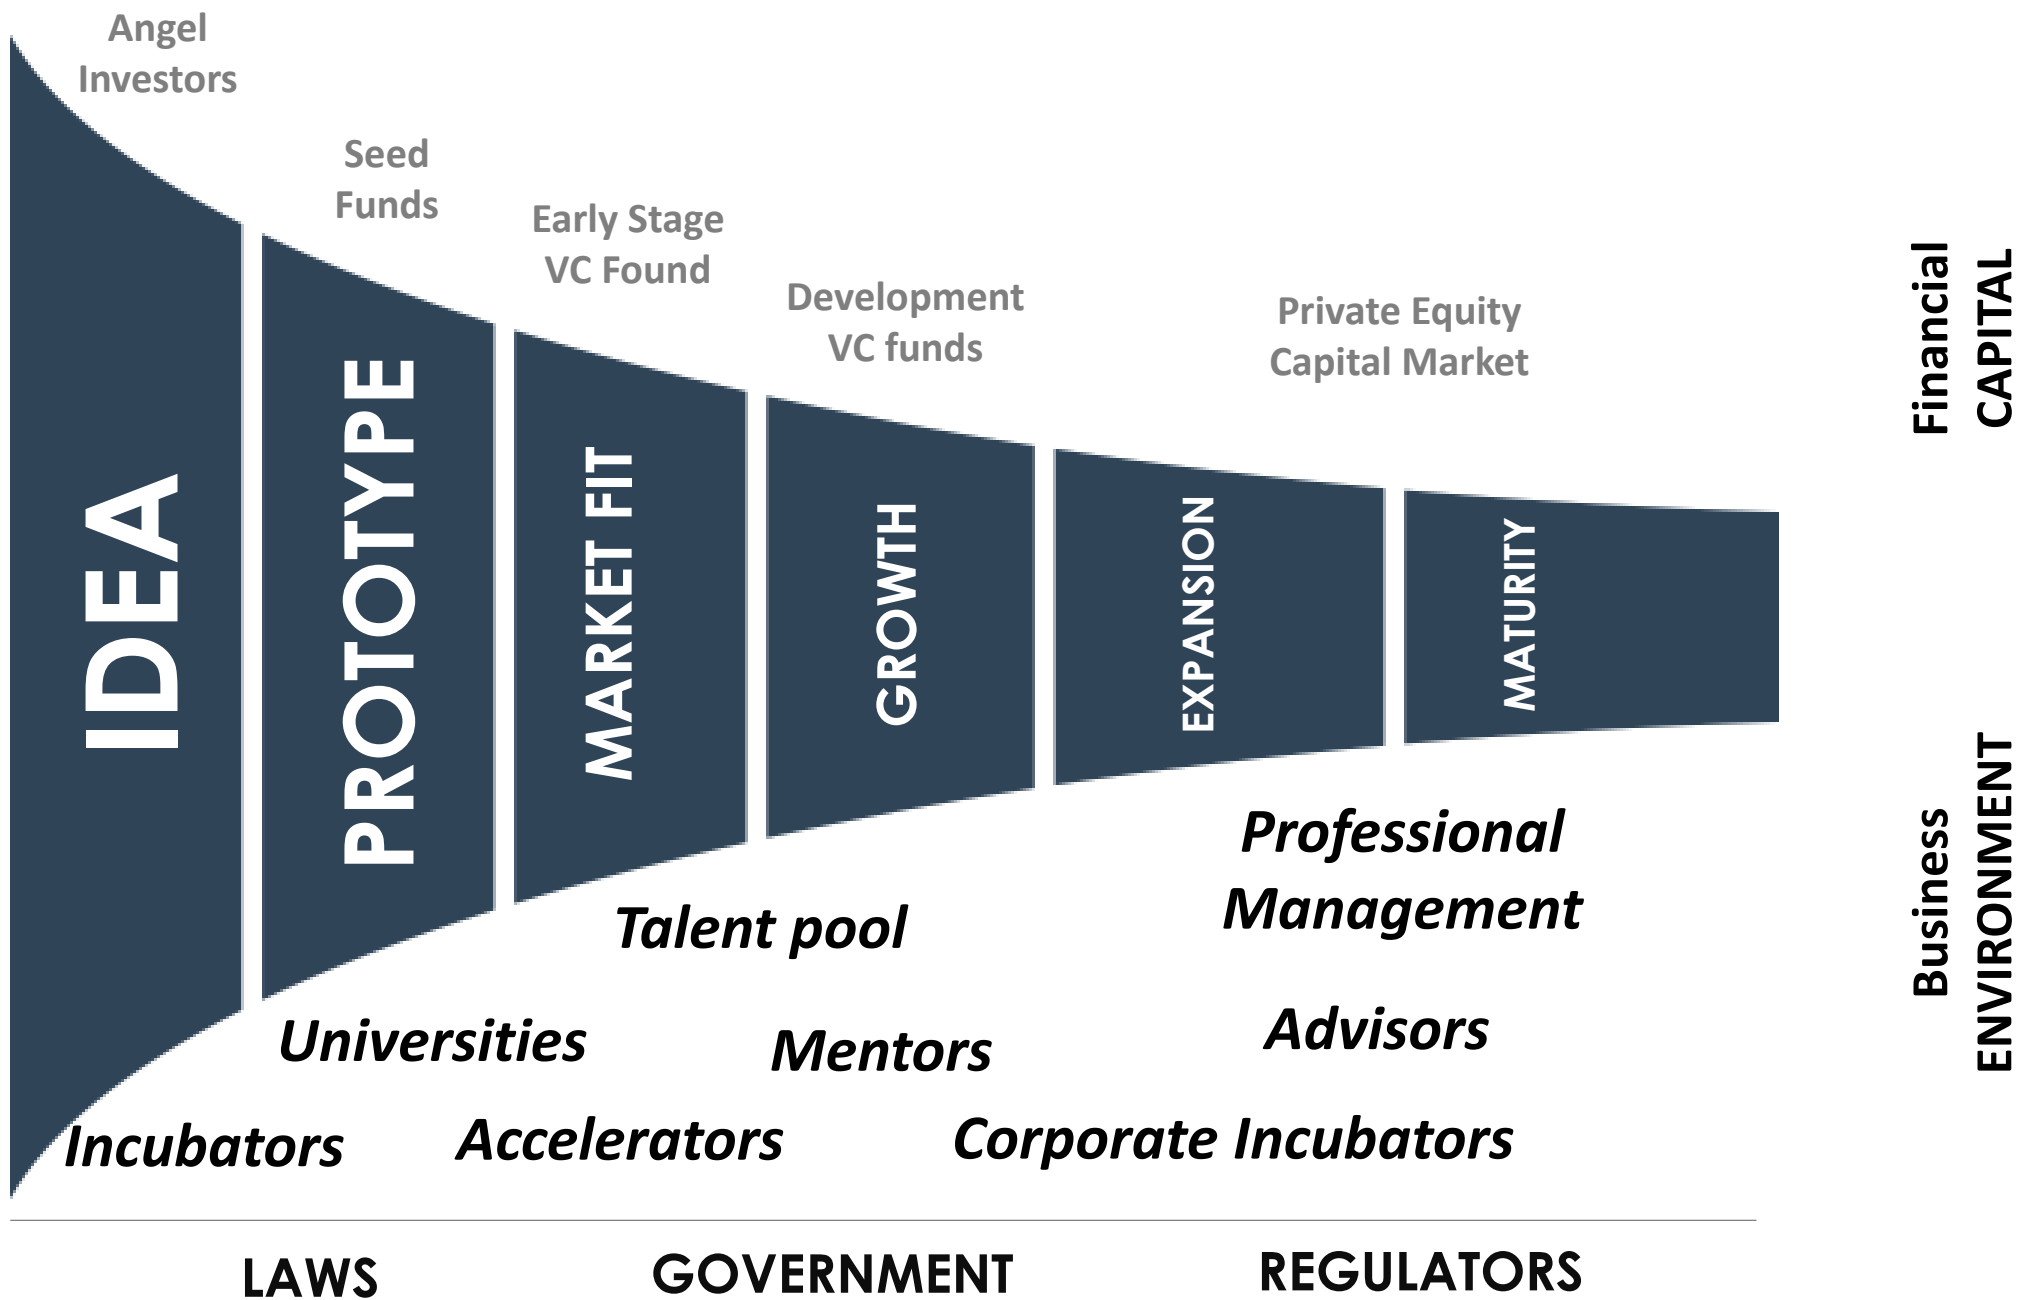 Angel
Investors
Seed
Funds
Early Stage
VC Found
Development
VC funds
Private Equity
Capital Market
Financial
CAPITAL
IDEA
PROTOTYPE
MARKET FIT
GROWTH
EXPANSION
MATURITY
Professional
Management
Talent pool
Universities
Mentors
Advisors
Incubators
Accelerators
Corporate Incubators
Business
ENVIRONMENT
LAWS
GOVERNMENT
REGULATORS